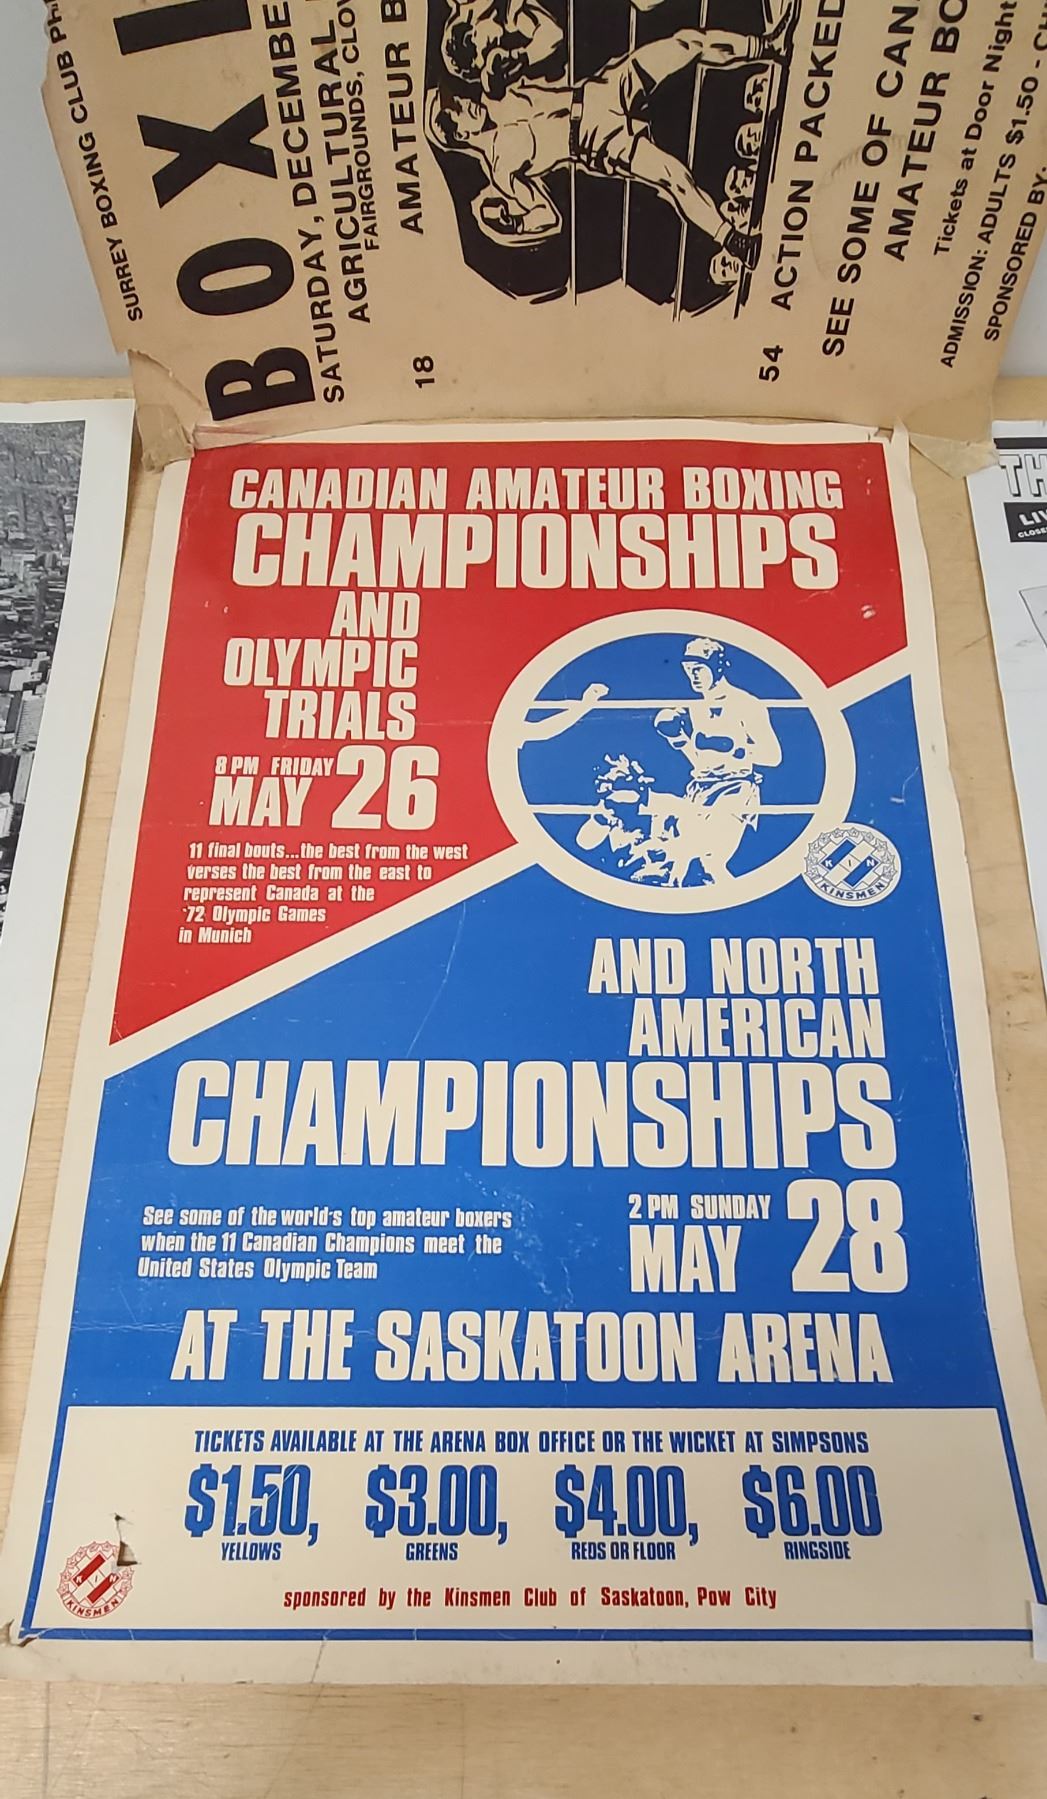 SURREY BOXING CLUB
BOXI
SATURDAY, DECEMBE
AGRICULTURAL
FAIRGROUNDS, CLOV
AMATEUR B
18
54
ACTION PACKED
SEE SOME OF CAN
AMATEUR BO
Tickets at Door Night
ADMISSION: ADULTS $1.50 - CH
SPONSORED BY:
TH
LIV
CLOSE
CANADIAN AMATEUR BOXING
CHAMPIONSHIPS
AND
OLYMPIC
TRIALS
8 PM FRIDAY
MAY 26
11 final bouts...the best from the west
verses the best from the east to
represent Canada at the
'72 Olympic Games
in Munich
KIN
KINSMEN
AND NORTH
AMERICAN
CHAMPIONSHIPS
See some of the world's top amateur boxers
when the 11 Canadian Champions meet the
United States Olympic Team
2 PM SUNDAY
MAY 28
AT THE SASKATOON ARENA
TICKETS AVAILABLE AT THE ARENA BOX OFFICE OR THE WICKET AT SIMPSONS
$1.50, $3.00, $4.00, $6.00
YELLOWS GREENS REDS OR FLOOR RINGSIDE
KIN
KINSMEN
sponsored by the Kinsmen Club of Saskatoon, Pow City